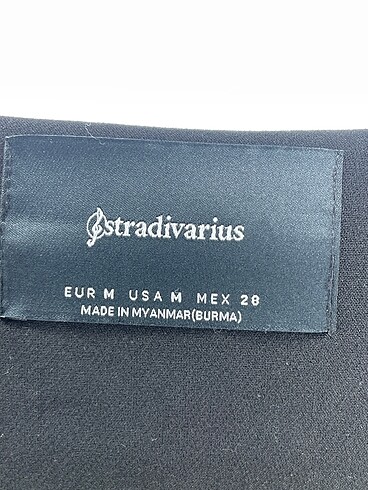 stradivarius
EUR M USA M MEX 28
MADE IN MYANMAR(BURMA)